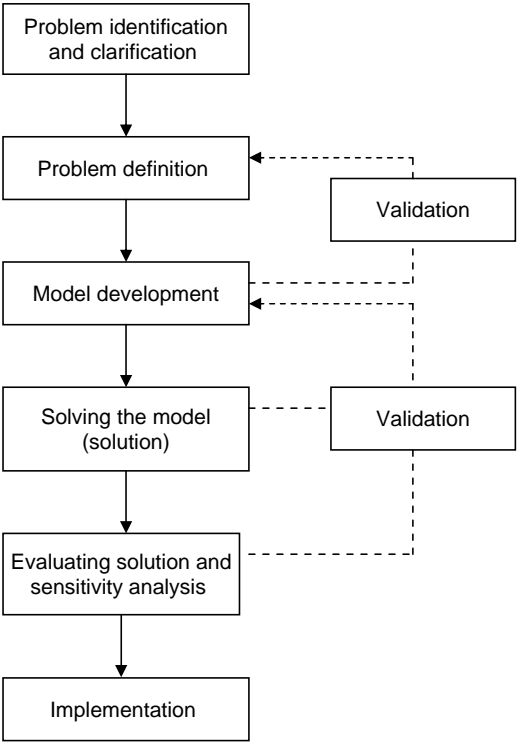 Problem identification
and clarification
Problem definition
Validation
Model development
Solving the model
(solution)
Validation
Evaluating solution and
sensitivity analysis
Implementation